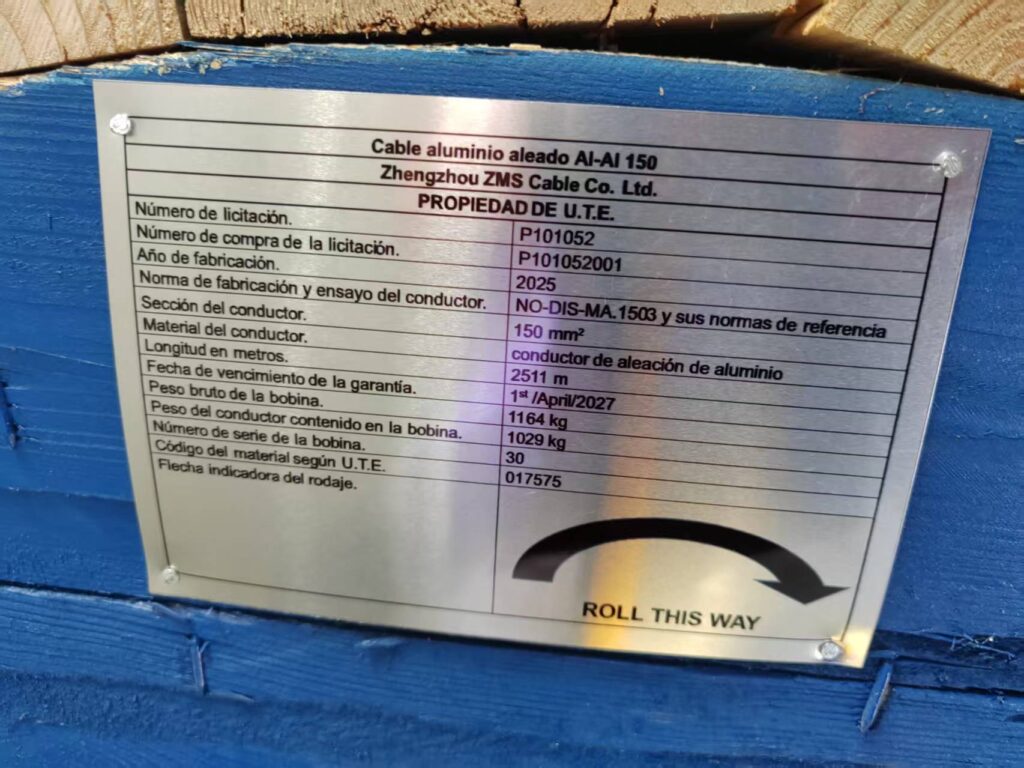 Cable aluminio aleado Al-Al 150
Zhengzhou ZMS Cable Co. Ltd.
PROPIEDAD DE U.T.E.
Número de licitación. P101052
Número de compra de la licitación. P101052001
Año de fabricación. 2025
Norma de fabricación y ensayo del conductor. NO-DIS-MA.1503 y sus normas de referencia
Sección del conductor. 150 mm²
Material del conductor. conductor de aleación de aluminio
Longitud en metros. 2511 m
Fecha de vencimiento de la garantía. 1st /April/2027
Peso bruto de la bobina. 1164 kg
Peso del conductor contenido en la bobina. 1029 kg
Número de serie de la bobina. 30
Código del material según U.T.E. 017575
Flecha indicadora del rodaje.
ROLL THIS WAY